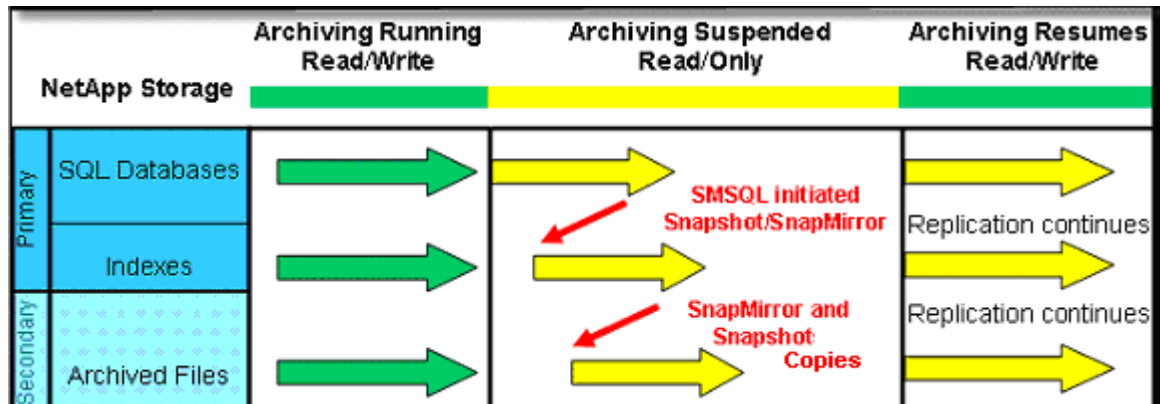 Archiving Running
Read/Write
Archiving Suspended
Read/Only
Archiving Resumes
Read/Write
NetApp Storage
Primary
SQL Databases
SMSQL initiated
Snapshot/SnapMirror
Replication continues
Indexes
Secondary
SnapMirror and
Snapshot
Copies
Replication continues
Archived Files